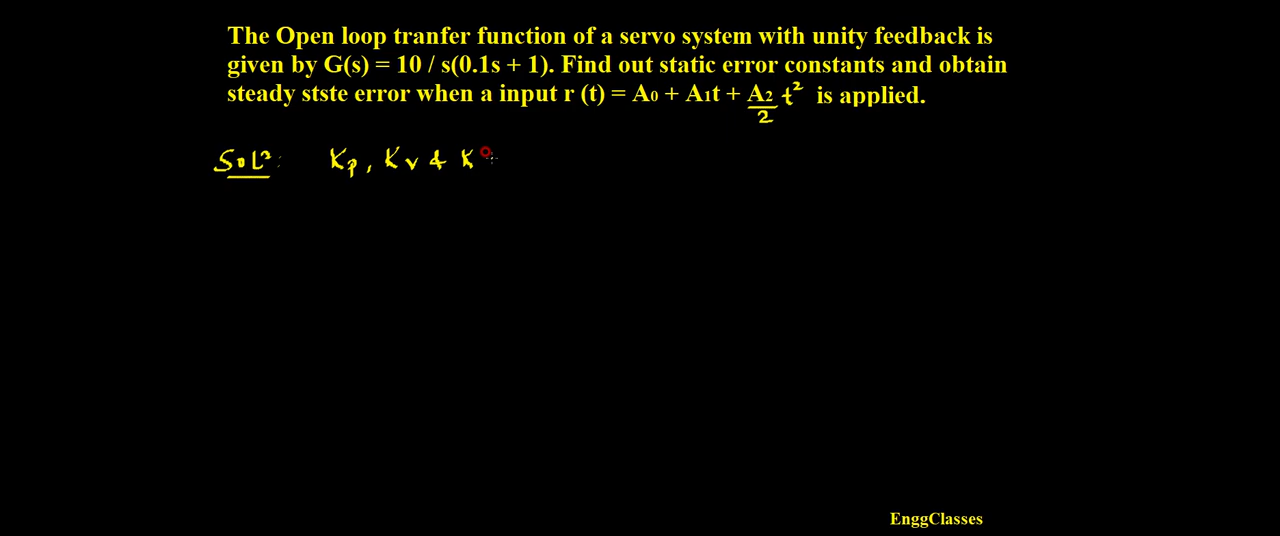 The Open loop tranfer function of a servo system with unity feedback is
given by G(s) = 10 / s(0.1s + 1). Find out static error constants and obtain
steady stste error when a input r (t) = A₀ + A₁t + A₂/2 t² is applied.
Solⁿ: Kp, Kv & K
EnggClasses